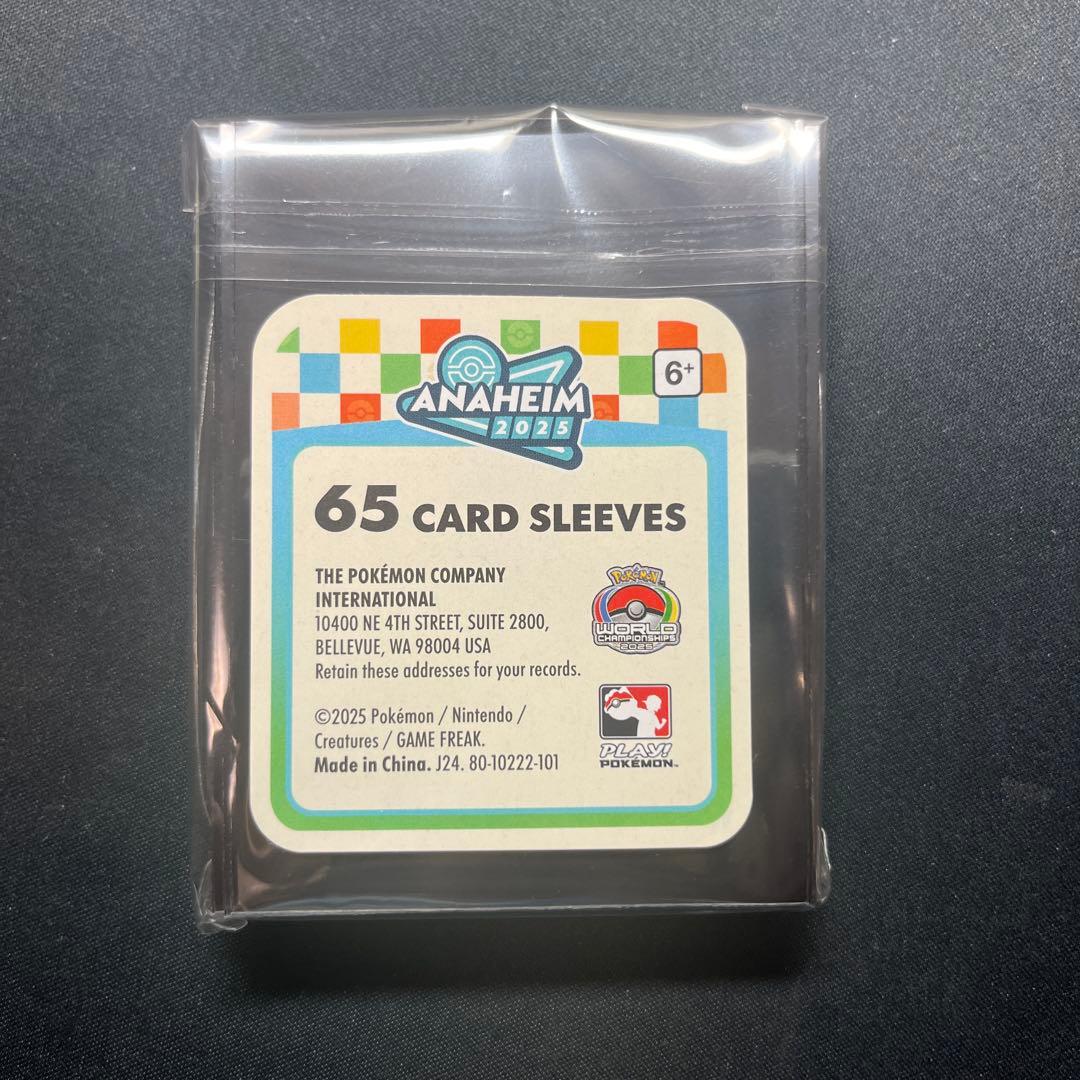 ANAHEIM
2025
6+
65 CARD SLEEVES
THE POKÉMON COMPANY
INTERNATIONAL
10400 NE 4TH STREET, SUITE 2800,
BELLEVUE, WA 98004 USA
Retain these addresses for your records.
POKÉMON
WORLD
CHAMPIONSHIPS
2025
©2025 Pokémon / Nintendo /
Creatures / GAME FREAK.
Made in China. J24. 80-10222-101
PLAY!
POKÉMON™